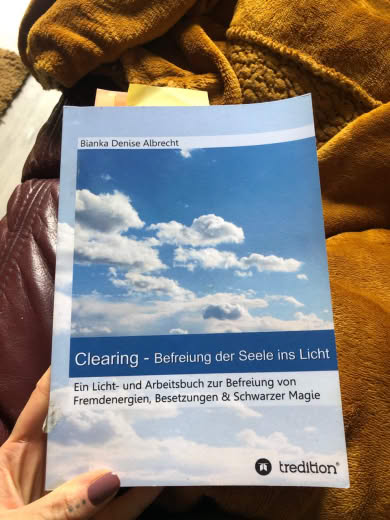 Bianka Denise Albrecht
Clearing - Befreiung der Seele ins Licht
Ein Licht- und Arbeitsbuch zur Befreiung von
Fremdenergien, Besetzungen & Schwarzer Magie
tredition®